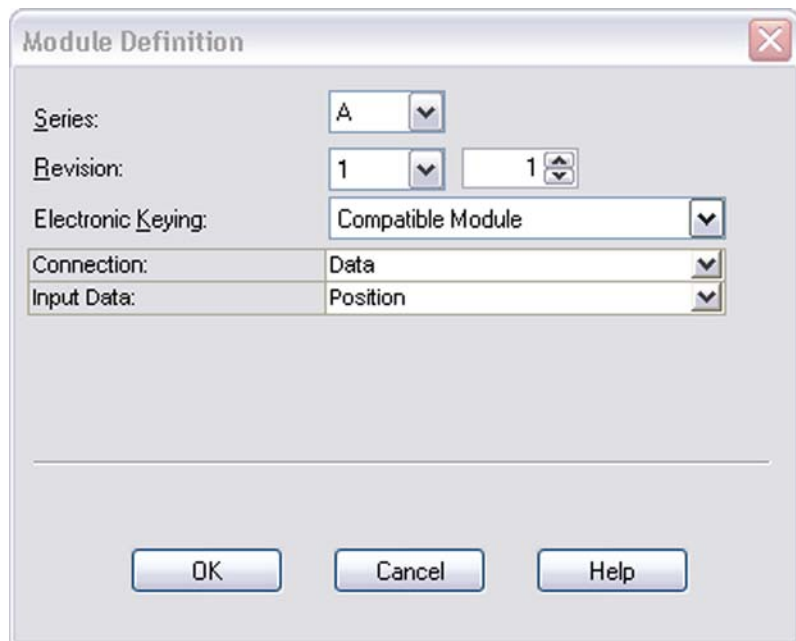 Module Definition
Series: A
Revision: 1 1
Electronic Keying: Compatible Module
Connection: Data
Input Data: Position
OK Cancel Help